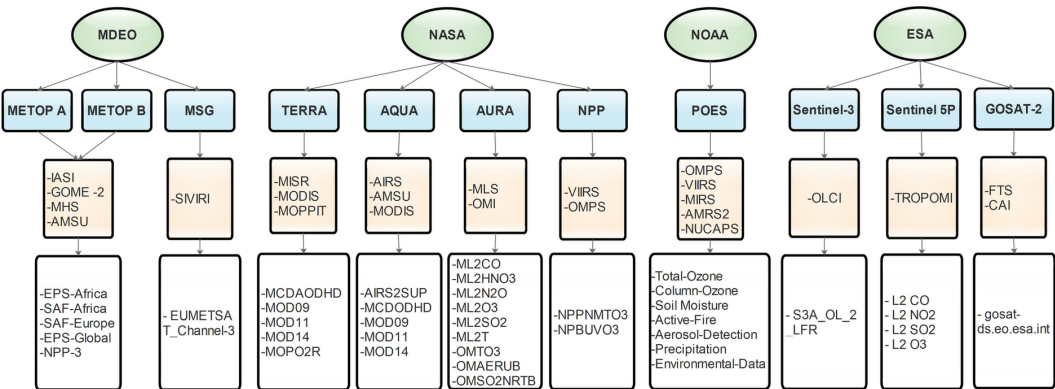 MDEO
NASA
NOAA
ESA
METOP A
METOP B
MSG
TERRA
AQUA
AURA
NPP
POES
Sentinel-3
Sentinel 5P
GOSAT-2
-IASI
-GOME -2
-MHS
-AMSU
-SIVIRI
-MISR
-MODIS
-MOPPIT
-AIRS
-AMSU
-MODIS
-MLS
-OMI
-VIIRS
-OMPS
-OMPS
-VIIRS
-MIRS
-AMRS2
-NUCAPS
-OLCI
-TROPOMI
-FTS
-CAI
-EPS-Africa
-SAF-Africa
-SAF-Europe
-EPS-Global
-NPP-3
- EUMETSA
T_Channel-3
-MCDAODHD
-MOD09
-MOD11
-MOD14
-MOPO2R
-AIRS2SUP
-MCDODHD
-MOD09
-MOD11
-MOD14
-ML2CO
-ML2HNO3
-ML2N2O
-ML2O3
-ML2SO2
-ML2T
-OMTO3
-OMAERUB
-OMSO2NRTB
-NPPNMTO3
-NPBUVO3
-Total-Ozone
-Column-Ozone
-Soil Moisture
-Active-Fire
-Aerosol-Detection
-Precipitation
-Environmental-Data
- S3A_OL_2
_LFR
- L2 CO
- L2 NO2
- L2 SO2
- L2 O3
- gosat-
ds.eo.esa.int